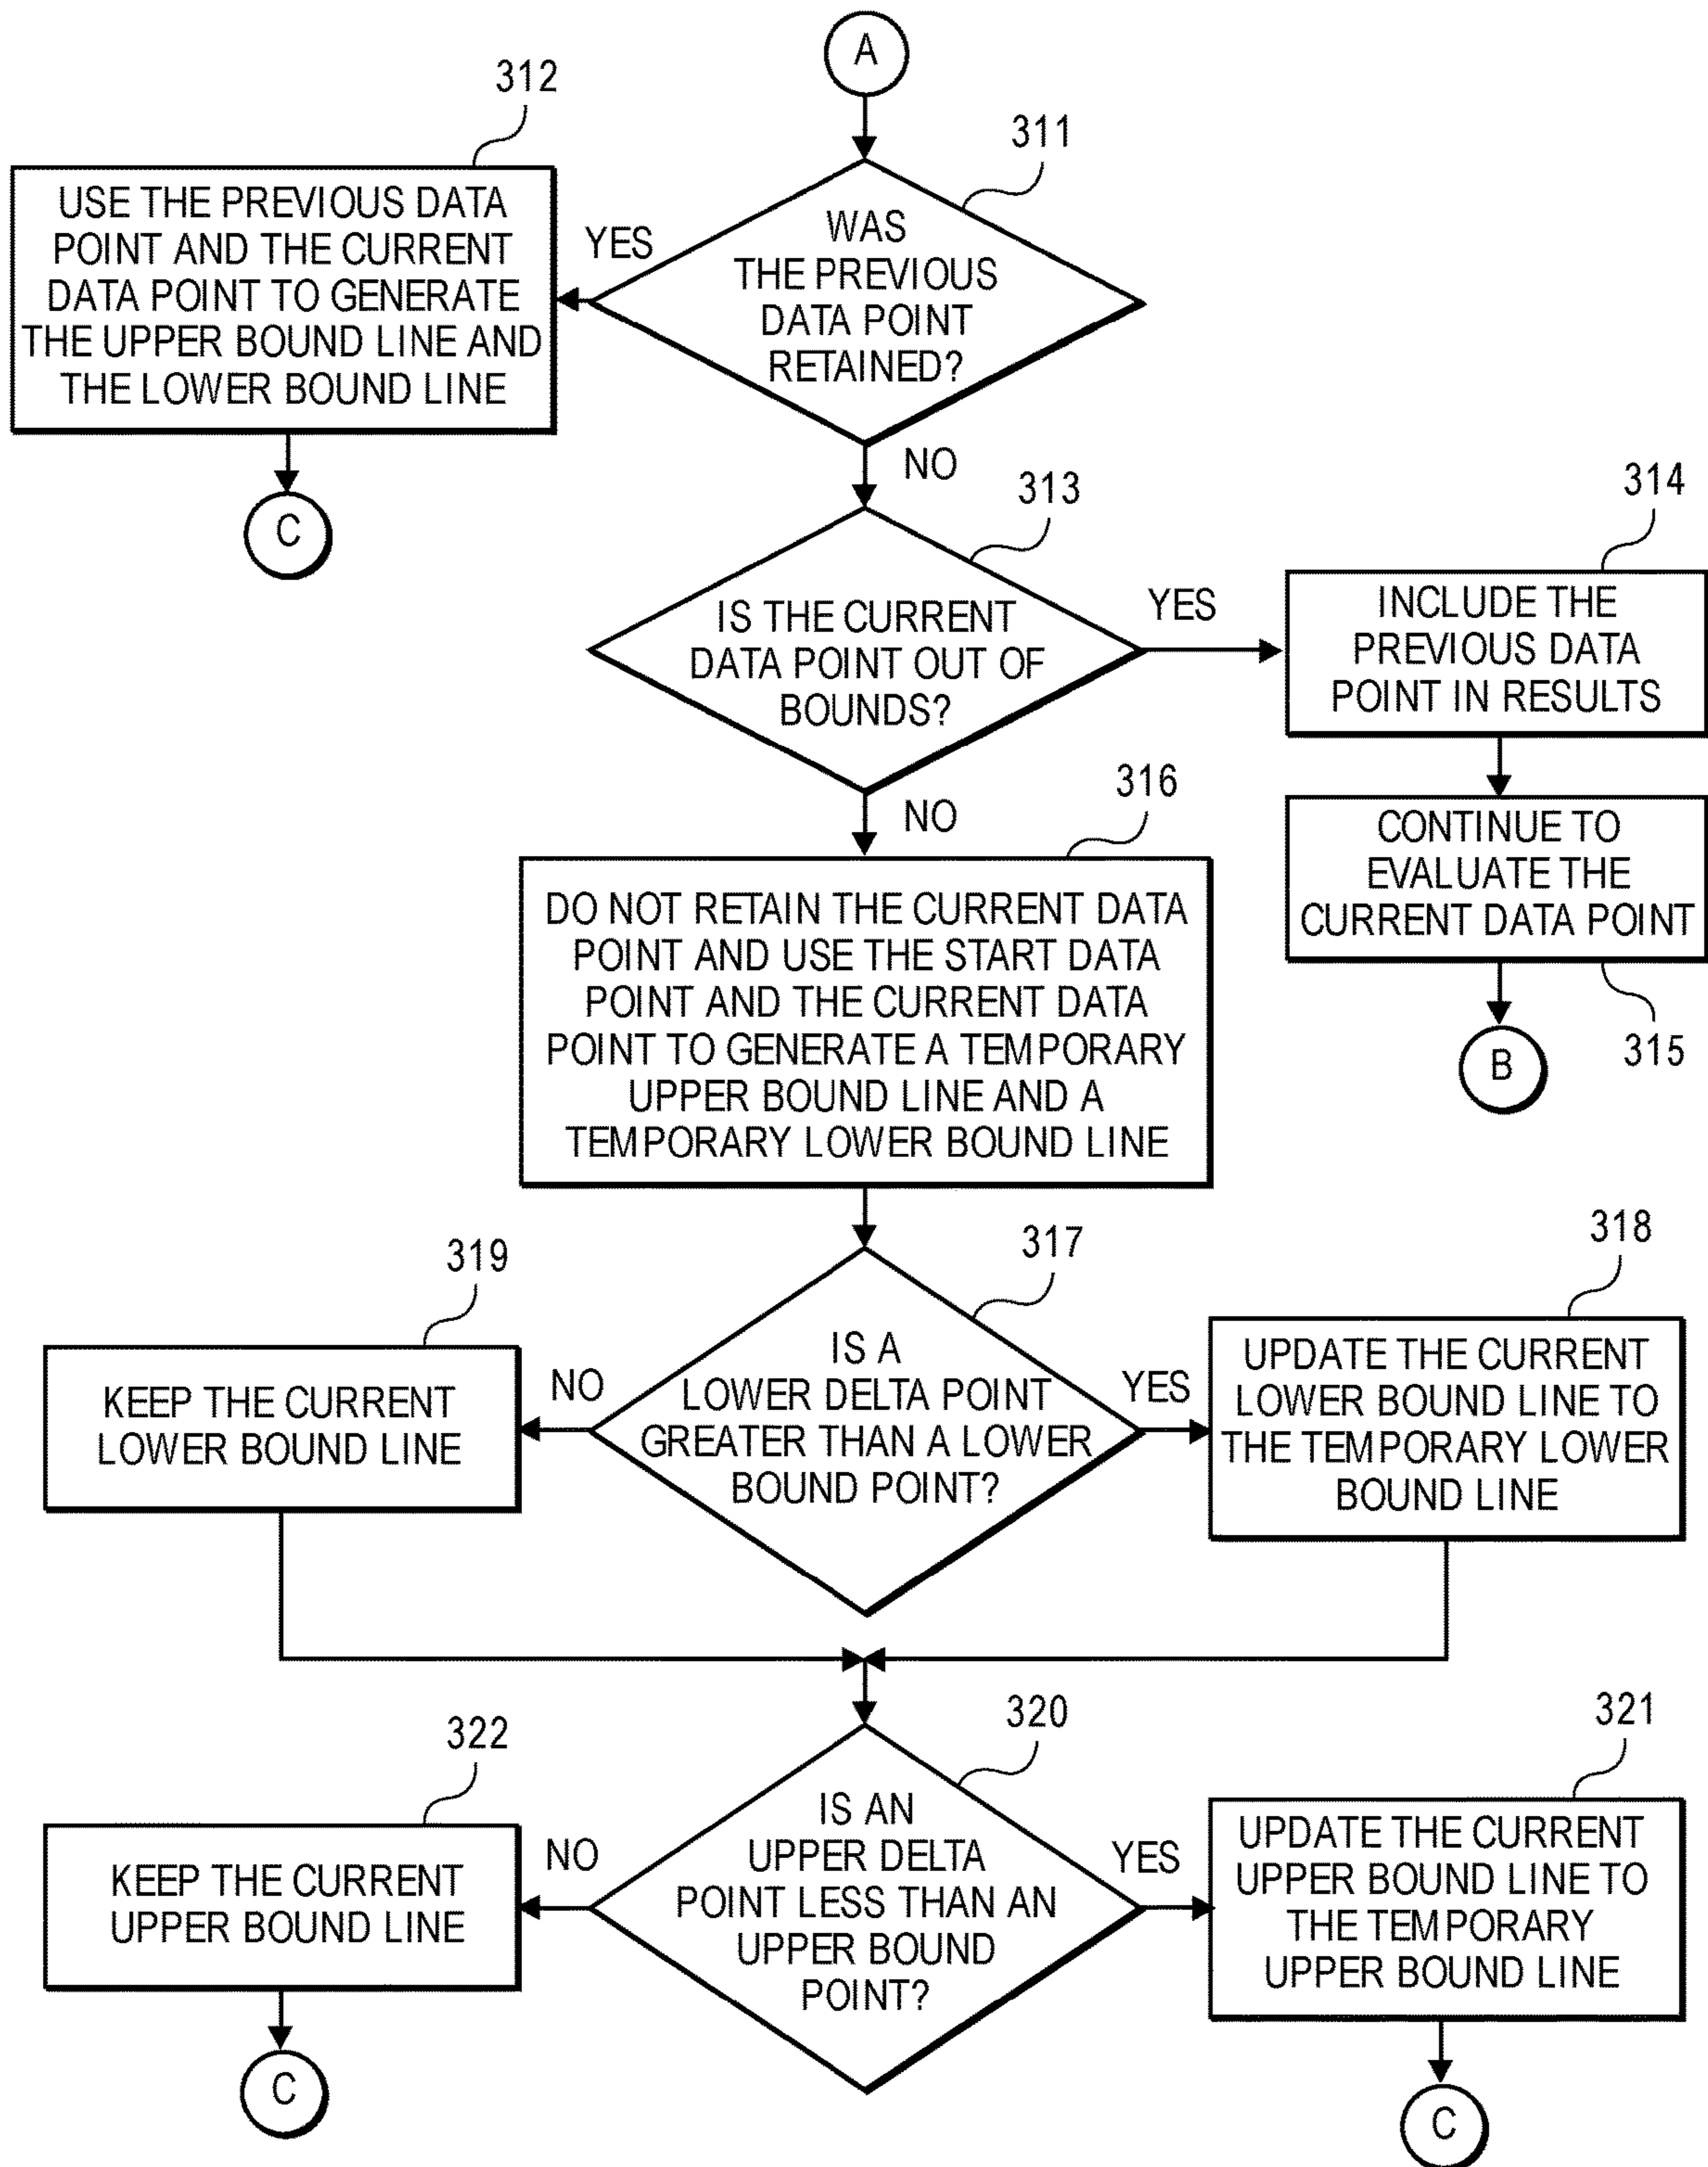 A
312
311
USE THE PREVIOUS DATA
POINT AND THE CURRENT
DATA POINT TO GENERATE
THE UPPER BOUND LINE AND
THE LOWER BOUND LINE
YES
WAS
THE PREVIOUS
DATA POINT
RETAINED?
C
NO
313
314
IS THE CURRENT
DATA POINT OUT OF
BOUNDS?
YES
INCLUDE THE
PREVIOUS DATA
POINT IN RESULTS
NO
316
CONTINUE TO
EVALUATE THE
CURRENT DATA POINT
315
B
DO NOT RETAIN THE CURRENT DATA
POINT AND USE THE START DATA
POINT AND THE CURRENT DATA
POINT TO GENERATE A TEMPORARY
UPPER BOUND LINE AND A
TEMPORARY LOWER BOUND LINE
319
317
318
KEEP THE CURRENT
LOWER BOUND LINE
NO
IS A
LOWER DELTA POINT
GREATER THAN A LOWER
BOUND POINT?
YES
UPDATE THE CURRENT
LOWER BOUND LINE TO
THE TEMPORARY LOWER
BOUND LINE
322
320
321
KEEP THE CURRENT
UPPER BOUND LINE
NO
IS AN
UPPER DELTA
POINT LESS THAN AN
UPPER BOUND
POINT?
YES
UPDATE THE CURRENT
UPPER BOUND LINE TO
THE TEMPORARY
UPPER BOUND LINE
C
C